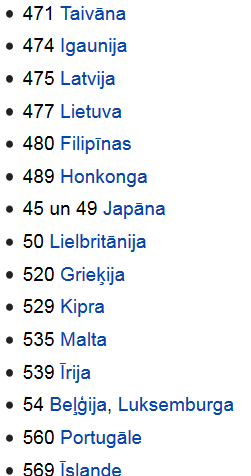 471 Taivāna
474 Igaunija
475 Latvija
477 Lietuva
480 Filipīnas
489 Honkonga
45 un 49 Japāna
50 Lielbritānija
520 Grieķija
529 Kipra
535 Malta
539 Īrija
54 Beļģija, Luksemburga
560 Portugāle
569 Īslande